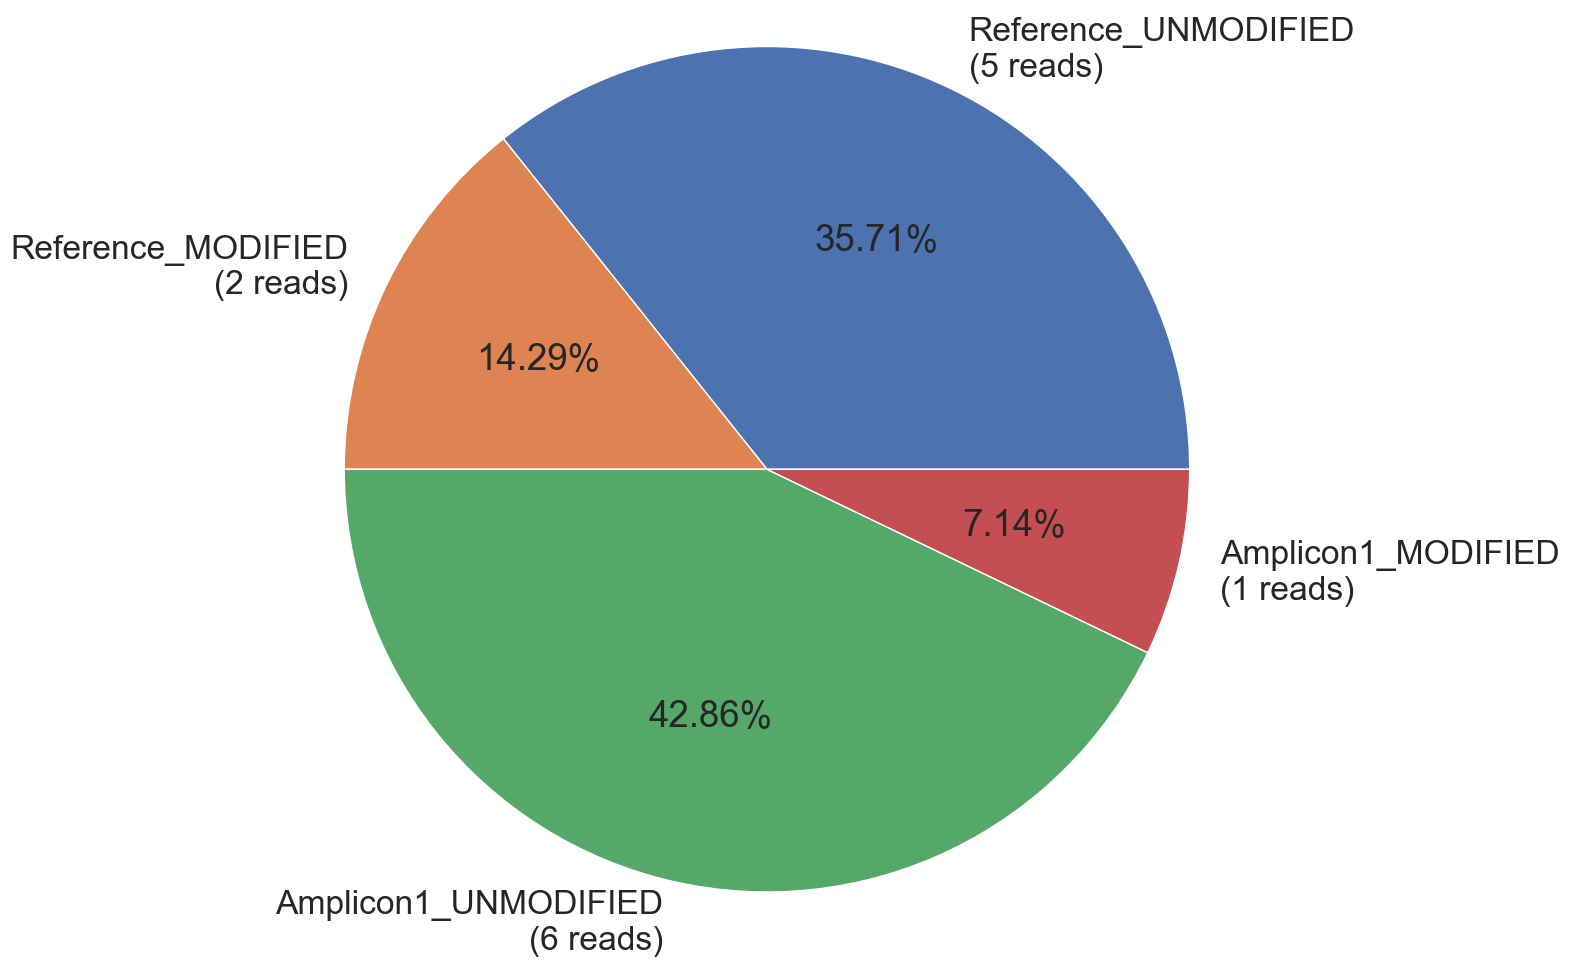 Reference_UNMODIFIED
(5 reads)
35.71%
Reference_MODIFIED
(2 reads)
14.29%
7.14%
Amplicon1_MODIFIED
(1 reads)
42.86%
Amplicon1_UNMODIFIED
(6 reads)